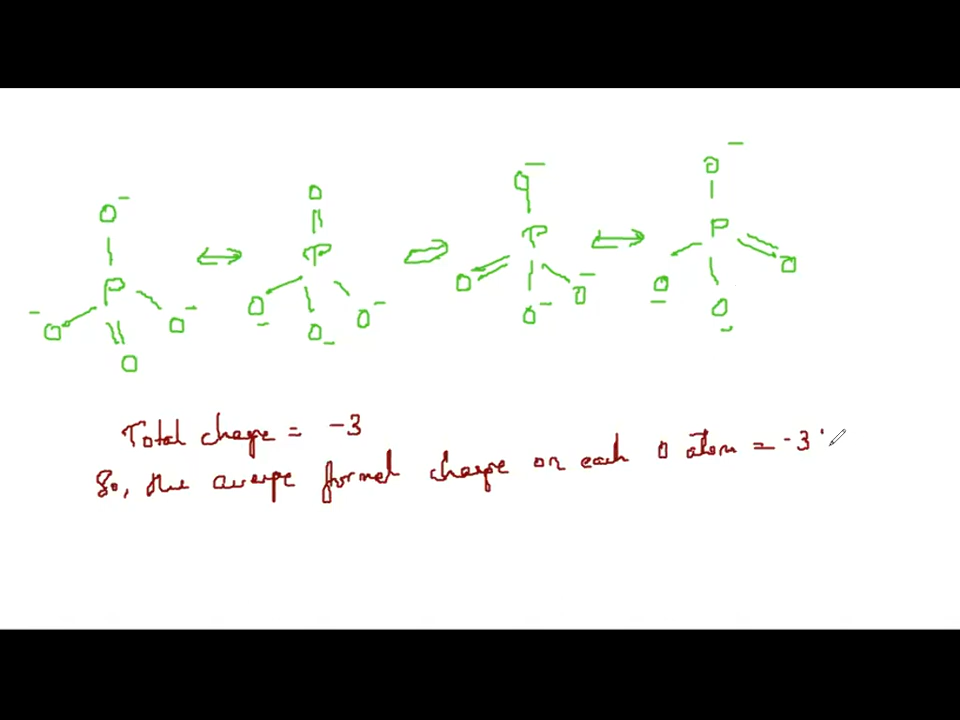 O⁻ P ⁻O O O⁻ ↔ O P O⁻ O⁻ O⁻ ⇔ O⁻ P O O⁻ O⁻ ↔ O⁻ P O⁻ O⁻ O
Total charge = -3
So, the average formal charge on each O atom = -3